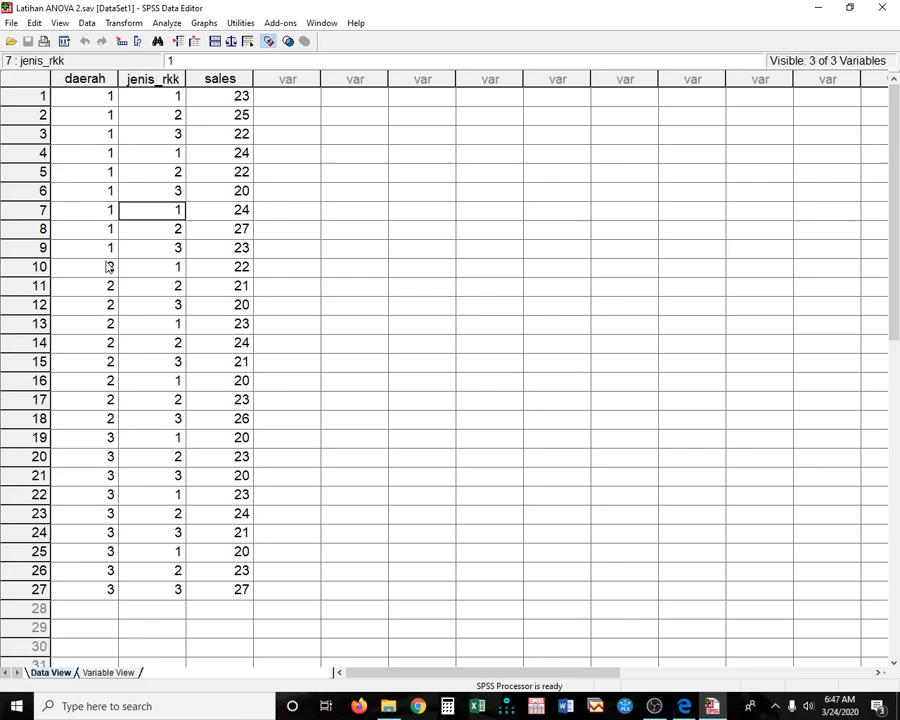 Latihan ANOVA 2.sav [DataSet1] - SPSS Data Editor
File Edit View Data Transform Analyze Graphs Utilities Add-ons Window Help
7 : jenis_rkk 1 Visible: 3 of 3 Variables
daerah jenis_rkk sales var var var var var var var var var
1 1 1 23
2 1 2 25
3 1 3 22
4 1 1 24
5 1 2 22
6 1 3 20
7 1 1 24
8 1 2 27
9 1 3 23
10 1 22
11 2 2 21
12 2 3 20
13 2 1 23
14 2 2 24
15 2 3 21
16 2 1 20
17 2 2 23
18 2 3 26
19 3 1 20
20 3 2 23
21 3 3 20
22 3 1 23
23 3 2 24
24 3 3 21
25 3 1 20
26 3 2 23
27 3 3 27
28
29
30
31
Data View Variable View
SPSS Processor is ready
Type here to search
6:47 AM
3/24/2020
3